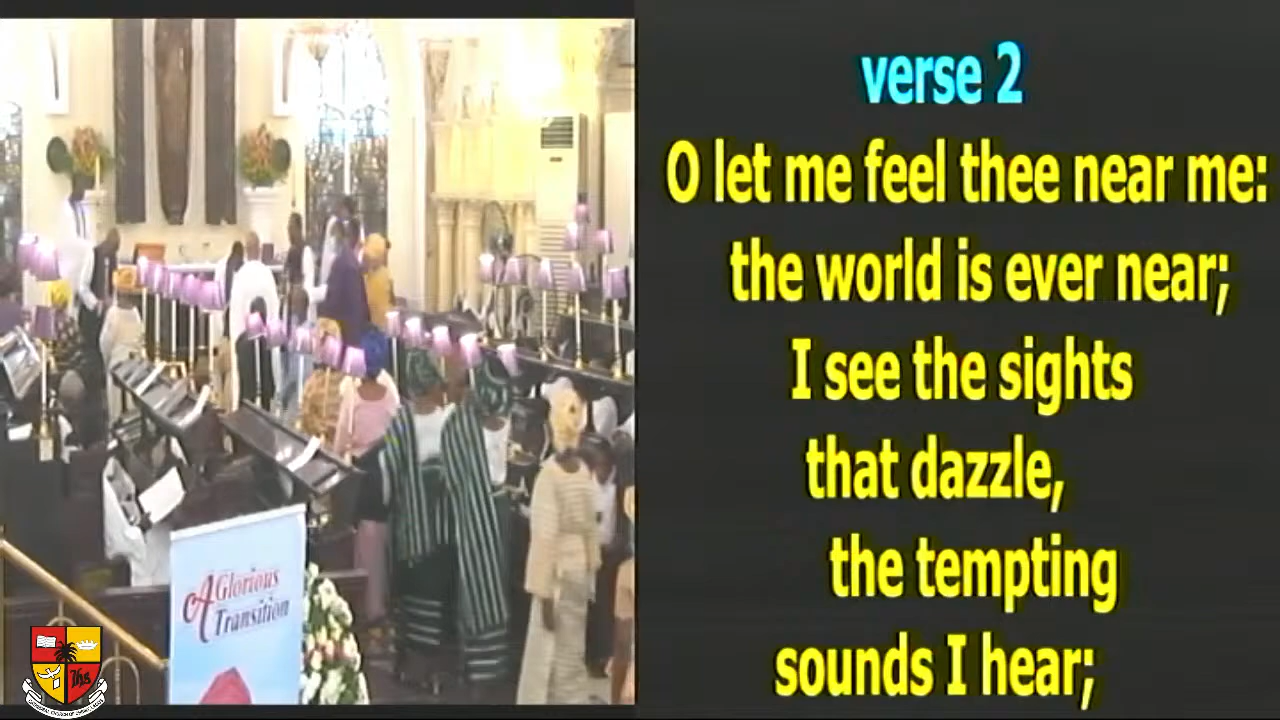 verse 2
O let me feel thee near me:
the world is ever near;
I see the sights
that dazzle,
the tempting
sounds I hear;
A Glorious
Transition
Ihs